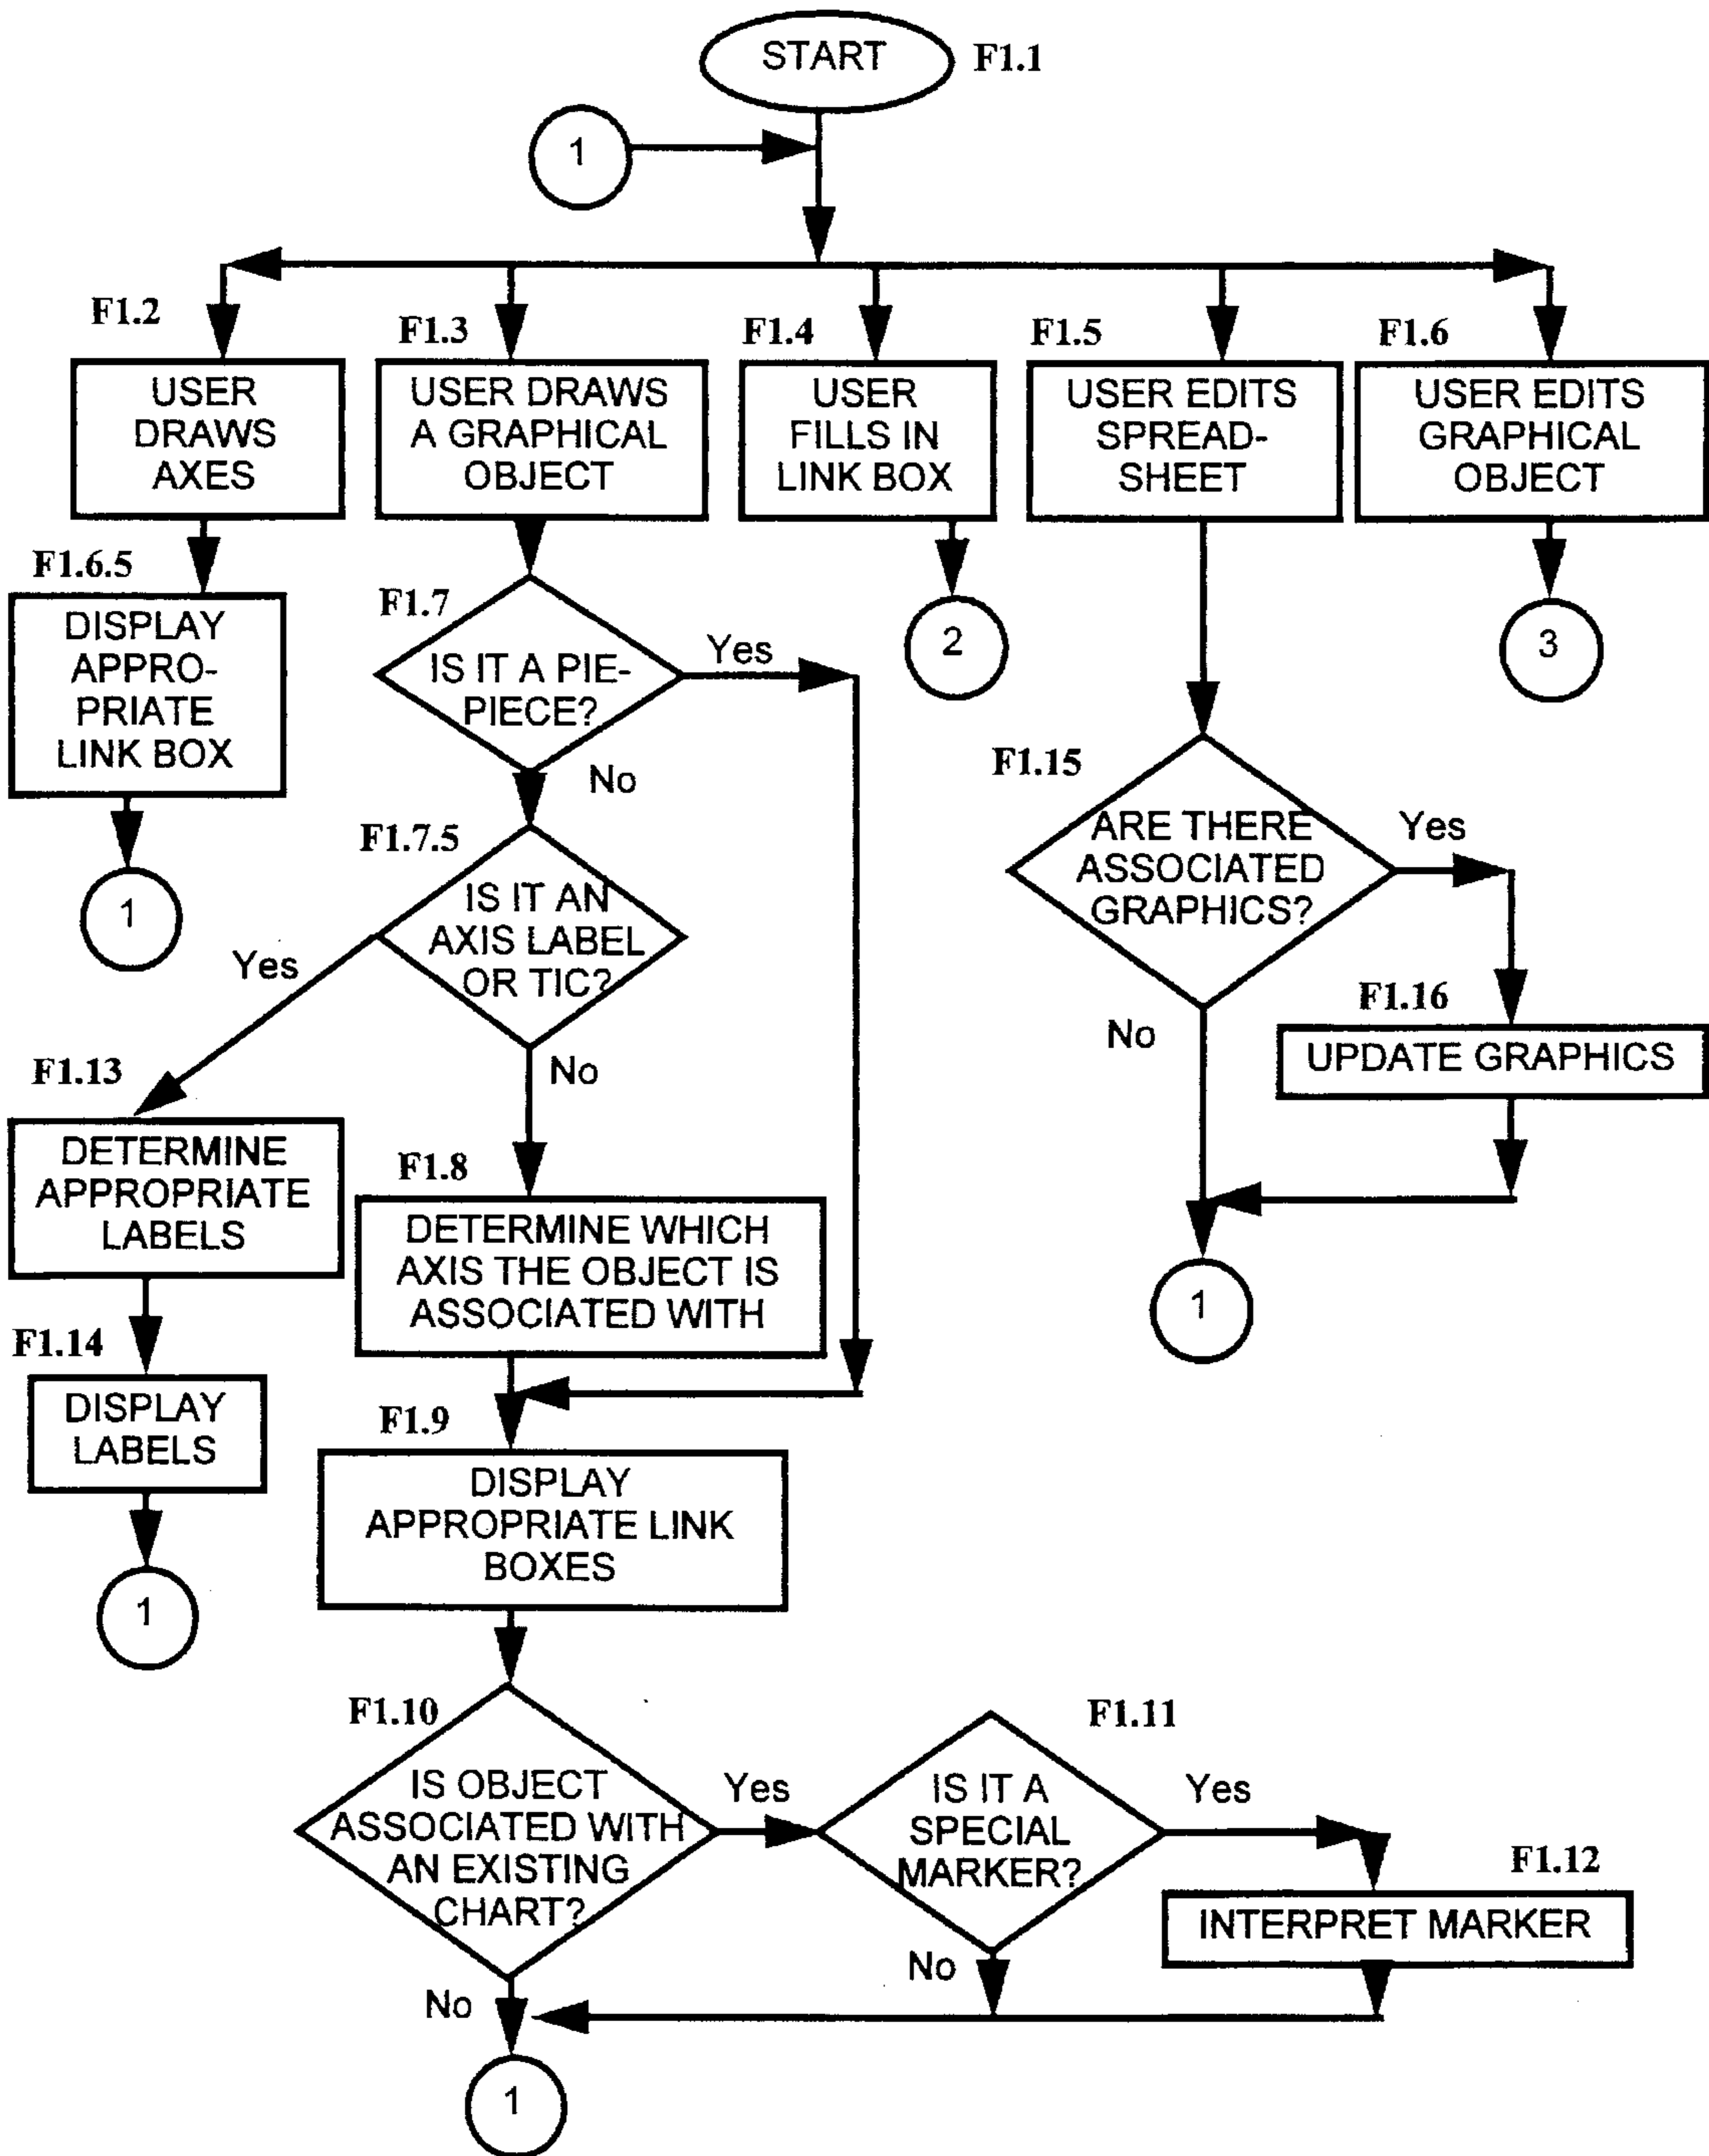 START F1.1
1
F1.2
F1.3
F1.4
F1.5
F1.6
USER
DRAWS
AXES
USER DRAWS
A GRAPHICAL
OBJECT
USER
FILLS IN
LINK BOX
USER EDITS
SPREAD-
SHEET
USER EDITS
GRAPHICAL
OBJECT
F1.6.5
DISPLAY
APPRO-
PRIATE
LINK BOX
1
F1.7
IS IT A PIE-
PIECE?
Yes
No
2
3
F1.15
ARE THERE
ASSOCIATED
GRAPHICS?
Yes
No
F1.16
UPDATE GRAPHICS
1
F1.7.5
IS IT AN
AXIS LABEL
OR TIC?
Yes
No
F1.13
DETERMINE
APPROPRIATE
LABELS
F1.14
DISPLAY
LABELS
1
F1.8
DETERMINE WHICH
AXIS THE OBJECT IS
ASSOCIATED WITH
F1.9
DISPLAY
APPROPRIATE LINK
BOXES
F1.10
IS OBJECT
ASSOCIATED WITH
AN EXISTING
CHART?
Yes
No
F1.11
IS IT A
SPECIAL
MARKER?
Yes
No
F1.12
INTERPRET MARKER
1